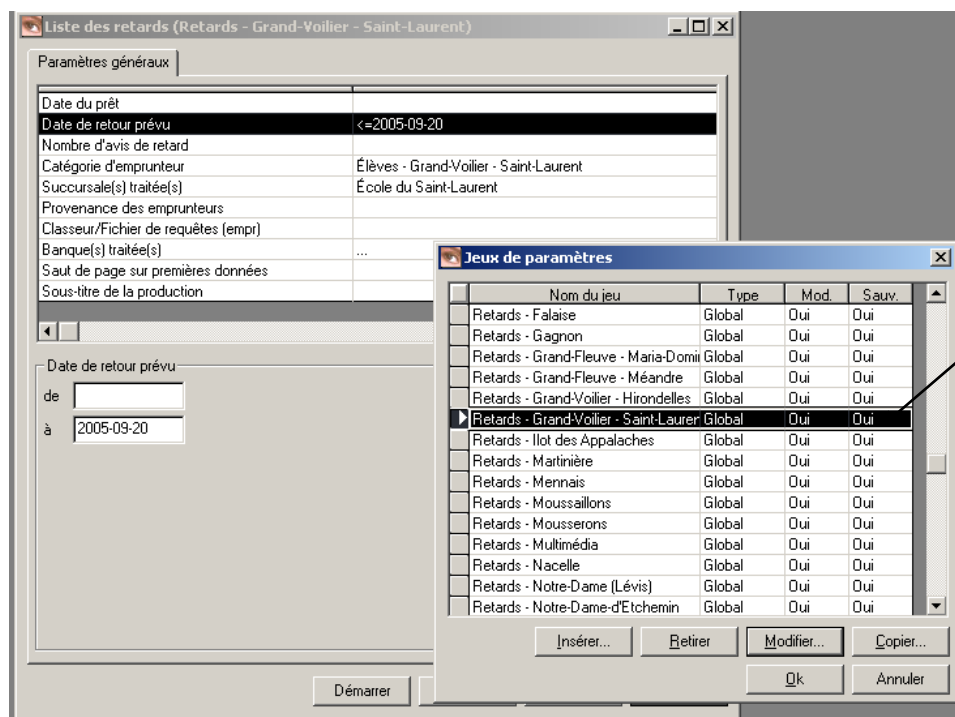 Liste des retards (Retards - Grand-Voilier - Saint-Laurent)
Paramètres généraux
Date du prêt
Date de retour prévu <=2005-09-20
Nombre d'avis de retard
Catégorie d'emprunteur Élèves - Grand-Voilier - Saint-Laurent
Succursale(s) traitée(s) École du Saint-Laurent
Provenance des emprunteurs
Classeur/Fichier de requêtes (empr)
Banque(s) traitée(s) ...
Saut de page sur premières données
Sous-titre de la production
Date de retour prévu
de
à 2005-09-20
Démarrer
Jeux de paramètres
Nom du jeu Type Mod. Sauv.
Retards - Falaise Global Oui Oui
Retards - Gagnon Global Oui Oui
Retards - Grand-Fleuve - Maria-Domi Global Oui Oui
Retards - Grand-Fleuve - Méandre Global Oui Oui
Retards - Grand-Voilier - Hirondelles Global Oui Oui
Retards - Grand-Voilier - Saint-Lauren Global Oui Oui
Retards - Ilot des Appalaches Global Oui Oui
Retards - Martinière Global Oui Oui
Retards - Mennais Global Oui Oui
Retards - Moussaillons Global Oui Oui
Retards - Mousserons Global Oui Oui
Retards - Multimédia Global Oui Oui
Retards - Nacelle Global Oui Oui
Retards - Notre-Dame (Lévis) Global Oui Oui
Retards - Notre-Dame-d'Etchemin Global Oui Oui
Insérer... Retirer Modifier... Copier...
Ok Annuler